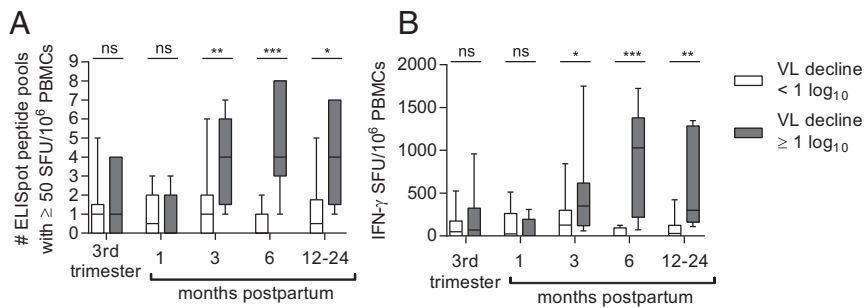 A
# ELISpot peptide pools
with ≥ 50 SFU/10⁶ PBMCs
ns
ns
**
***
*
9
8
7
6
5
4
3
2
1
0
3rd
trimester
1
3
6
12-24
months postpartum
B
IFN-γ SFU/10⁶ PBMCs
ns
ns
*
***
**
2000
1500
1000
500
0
3rd
trimester
1
3
6
12-24
months postpartum
VL decline
< 1 log₁₀
VL decline
≥ 1 log₁₀